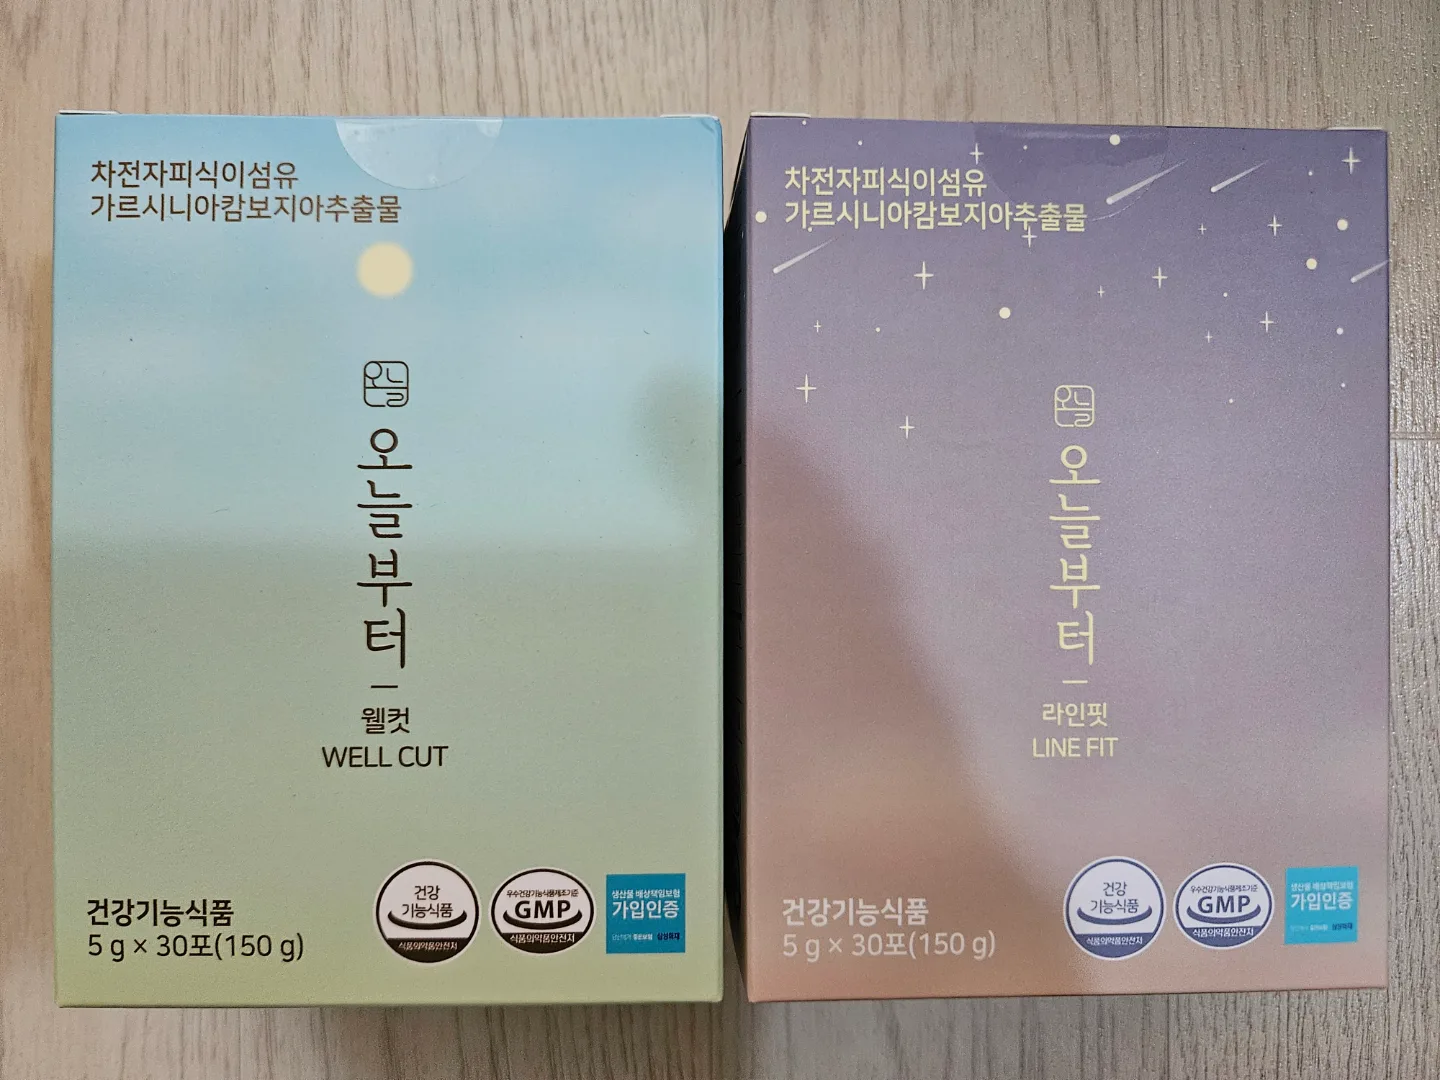 차전자피식이섬유
가르시니아캄보지아추출물
오늘
오늘부터
웰컷
WELL CUT
건강기능식품
5 g × 30포(150 g)
건강
기능식품
식품의약품안전처
우수건강기능식품제조기준
GMP
식품의약품안전처
생산물 배상책임보험
가입인증
삼성화재
차전자피식이섬유
가르시니아캄보지아추출물
오늘
오늘부터
라인핏
LINE FIT
건강기능식품
5 g × 30포(150 g)
건강
기능식품
식품의약품안전처
우수건강기능식품제조기준
GMP
식품의약품안전처
생산물 배상책임보험
가입인증
삼성화재